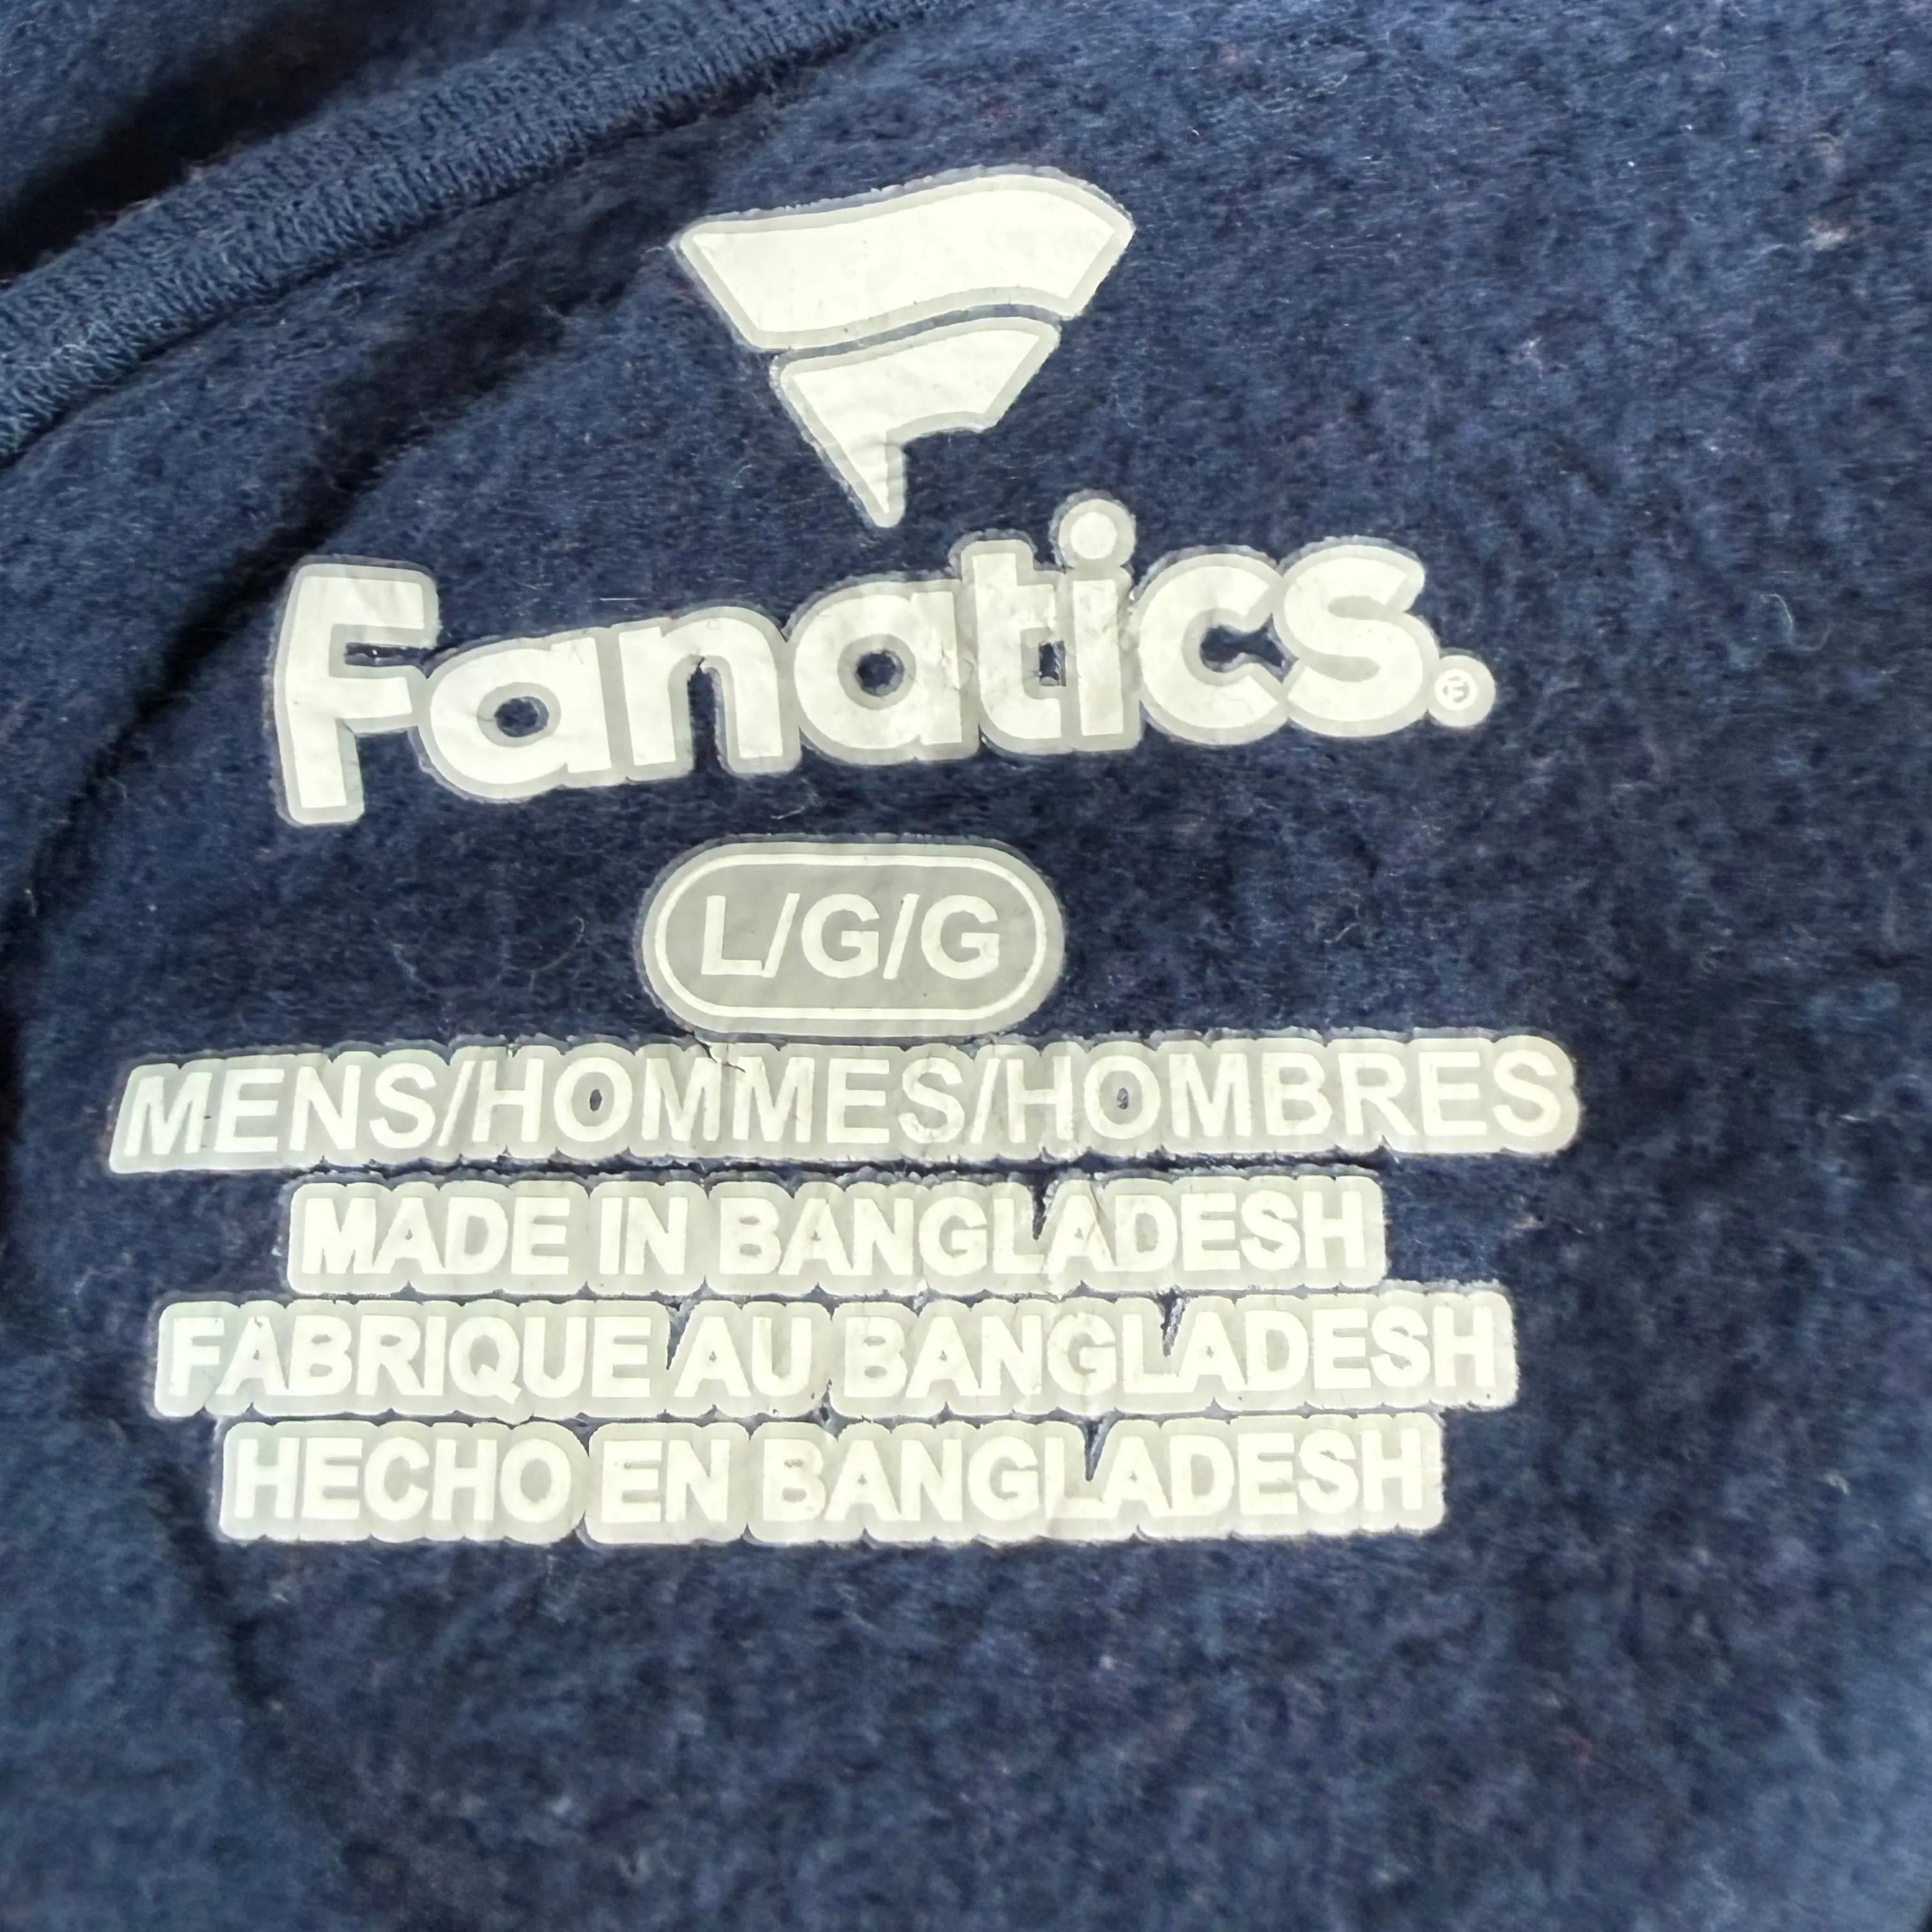 Fanatics.®
L/G/G
MENS/HOMMES/HOMBRES
MADE IN BANGLADESH
FABRIQUE AU BANGLADESH
HECHO EN BANGLADESH